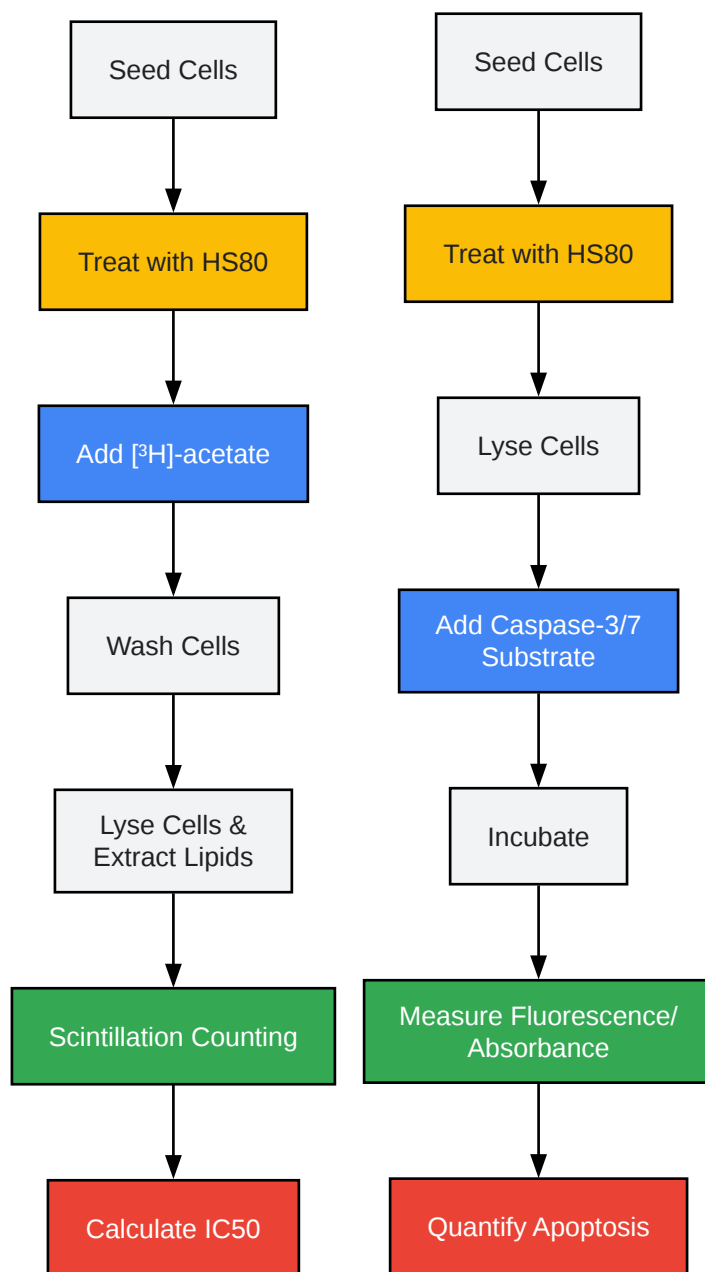 Seed Cells
Treat with HS80
Add [³H]-acetate
Wash Cells
Lyse Cells &
Extract Lipids
Scintillation Counting
Calculate IC50
Seed Cells
Treat with HS80
Lyse Cells
Add Caspase-3/7
Substrate
Incubate
Measure Fluorescence/
Absorbance
Quantify Apoptosis